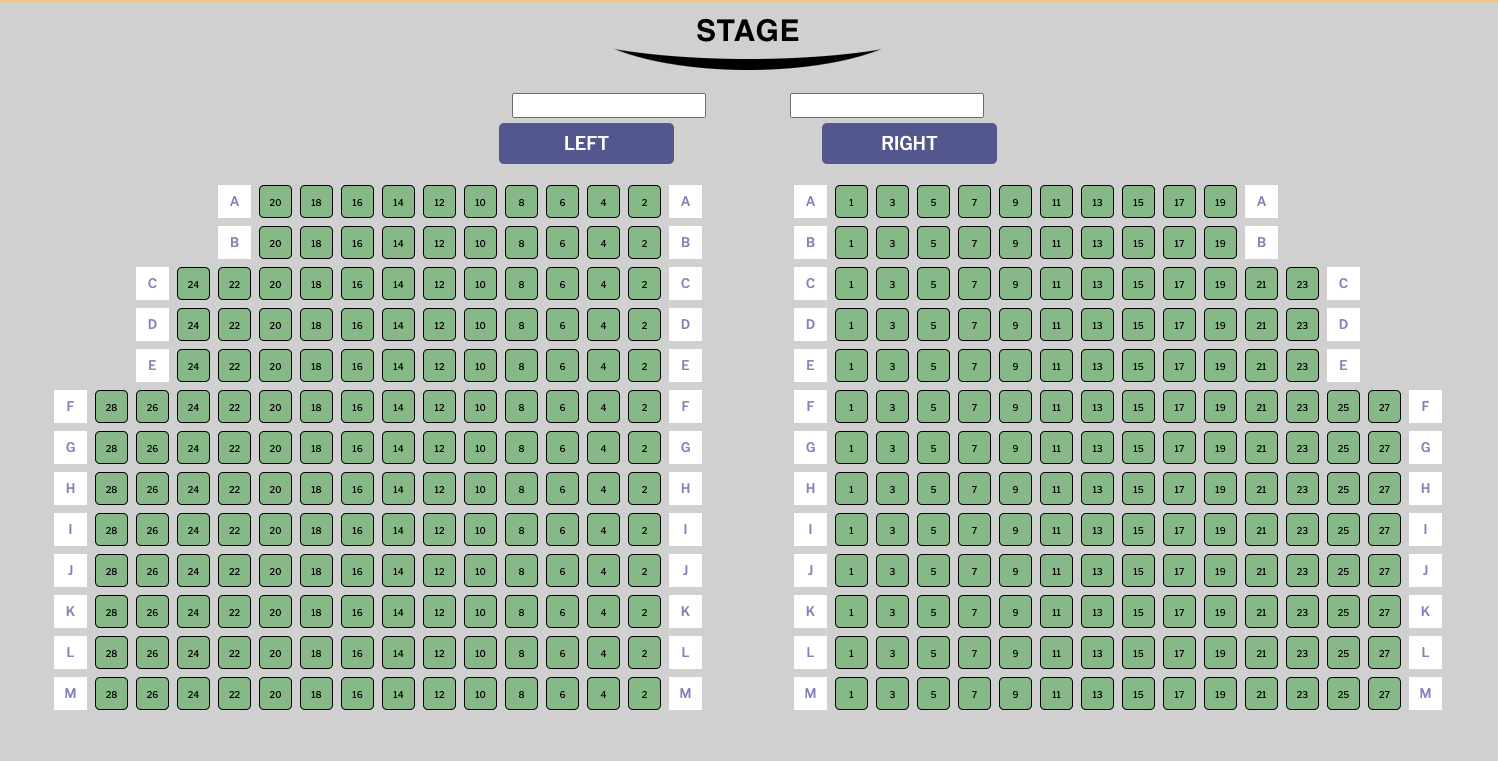 STAGE
LEFT RIGHT
A 20 18 16 14 12 10 8 6 4 2 A A 1 3 5 7 9 11 13 15 17 19 A
B 20 18 16 14 12 10 8 6 4 2 B B 1 3 5 7 9 11 13 15 17 19 B
C 24 22 20 18 16 14 12 10 8 6 4 2 C C 1 3 5 7 9 11 13 15 17 19 21 23 C
D 24 22 20 18 16 14 12 10 8 6 4 2 D D 1 3 5 7 9 11 13 15 17 19 21 23 D
E 24 22 20 18 16 14 12 10 8 6 4 2 E E 1 3 5 7 9 11 13 15 17 19 21 23 E
F 28 26 24 22 20 18 16 14 12 10 8 6 4 2 F F 1 3 5 7 9 11 13 15 17 19 21 23 25 27 F
G 28 26 24 22 20 18 16 14 12 10 8 6 4 2 G G 1 3 5 7 9 11 13 15 17 19 21 23 25 27 G
H 28 26 24 22 20 18 16 14 12 10 8 6 4 2 H H 1 3 5 7 9 11 13 15 17 19 21 23 25 27 H
I 28 26 24 22 20 18 16 14 12 10 8 6 4 2 I I 1 3 5 7 9 11 13 15 17 19 21 23 25 27 I
J 28 26 24 22 20 18 16 14 12 10 8 6 4 2 J J 1 3 5 7 9 11 13 15 17 19 21 23 25 27 J
K 28 26 24 22 20 18 16 14 12 10 8 6 4 2 K K 1 3 5 7 9 11 13 15 17 19 21 23 25 27 K
L 28 26 24 22 20 18 16 14 12 10 8 6 4 2 L L 1 3 5 7 9 11 13 15 17 19 21 23 25 27 L
M 28 26 24 22 20 18 16 14 12 10 8 6 4 2 M M 1 3 5 7 9 11 13 15 17 19 21 23 25 27 M